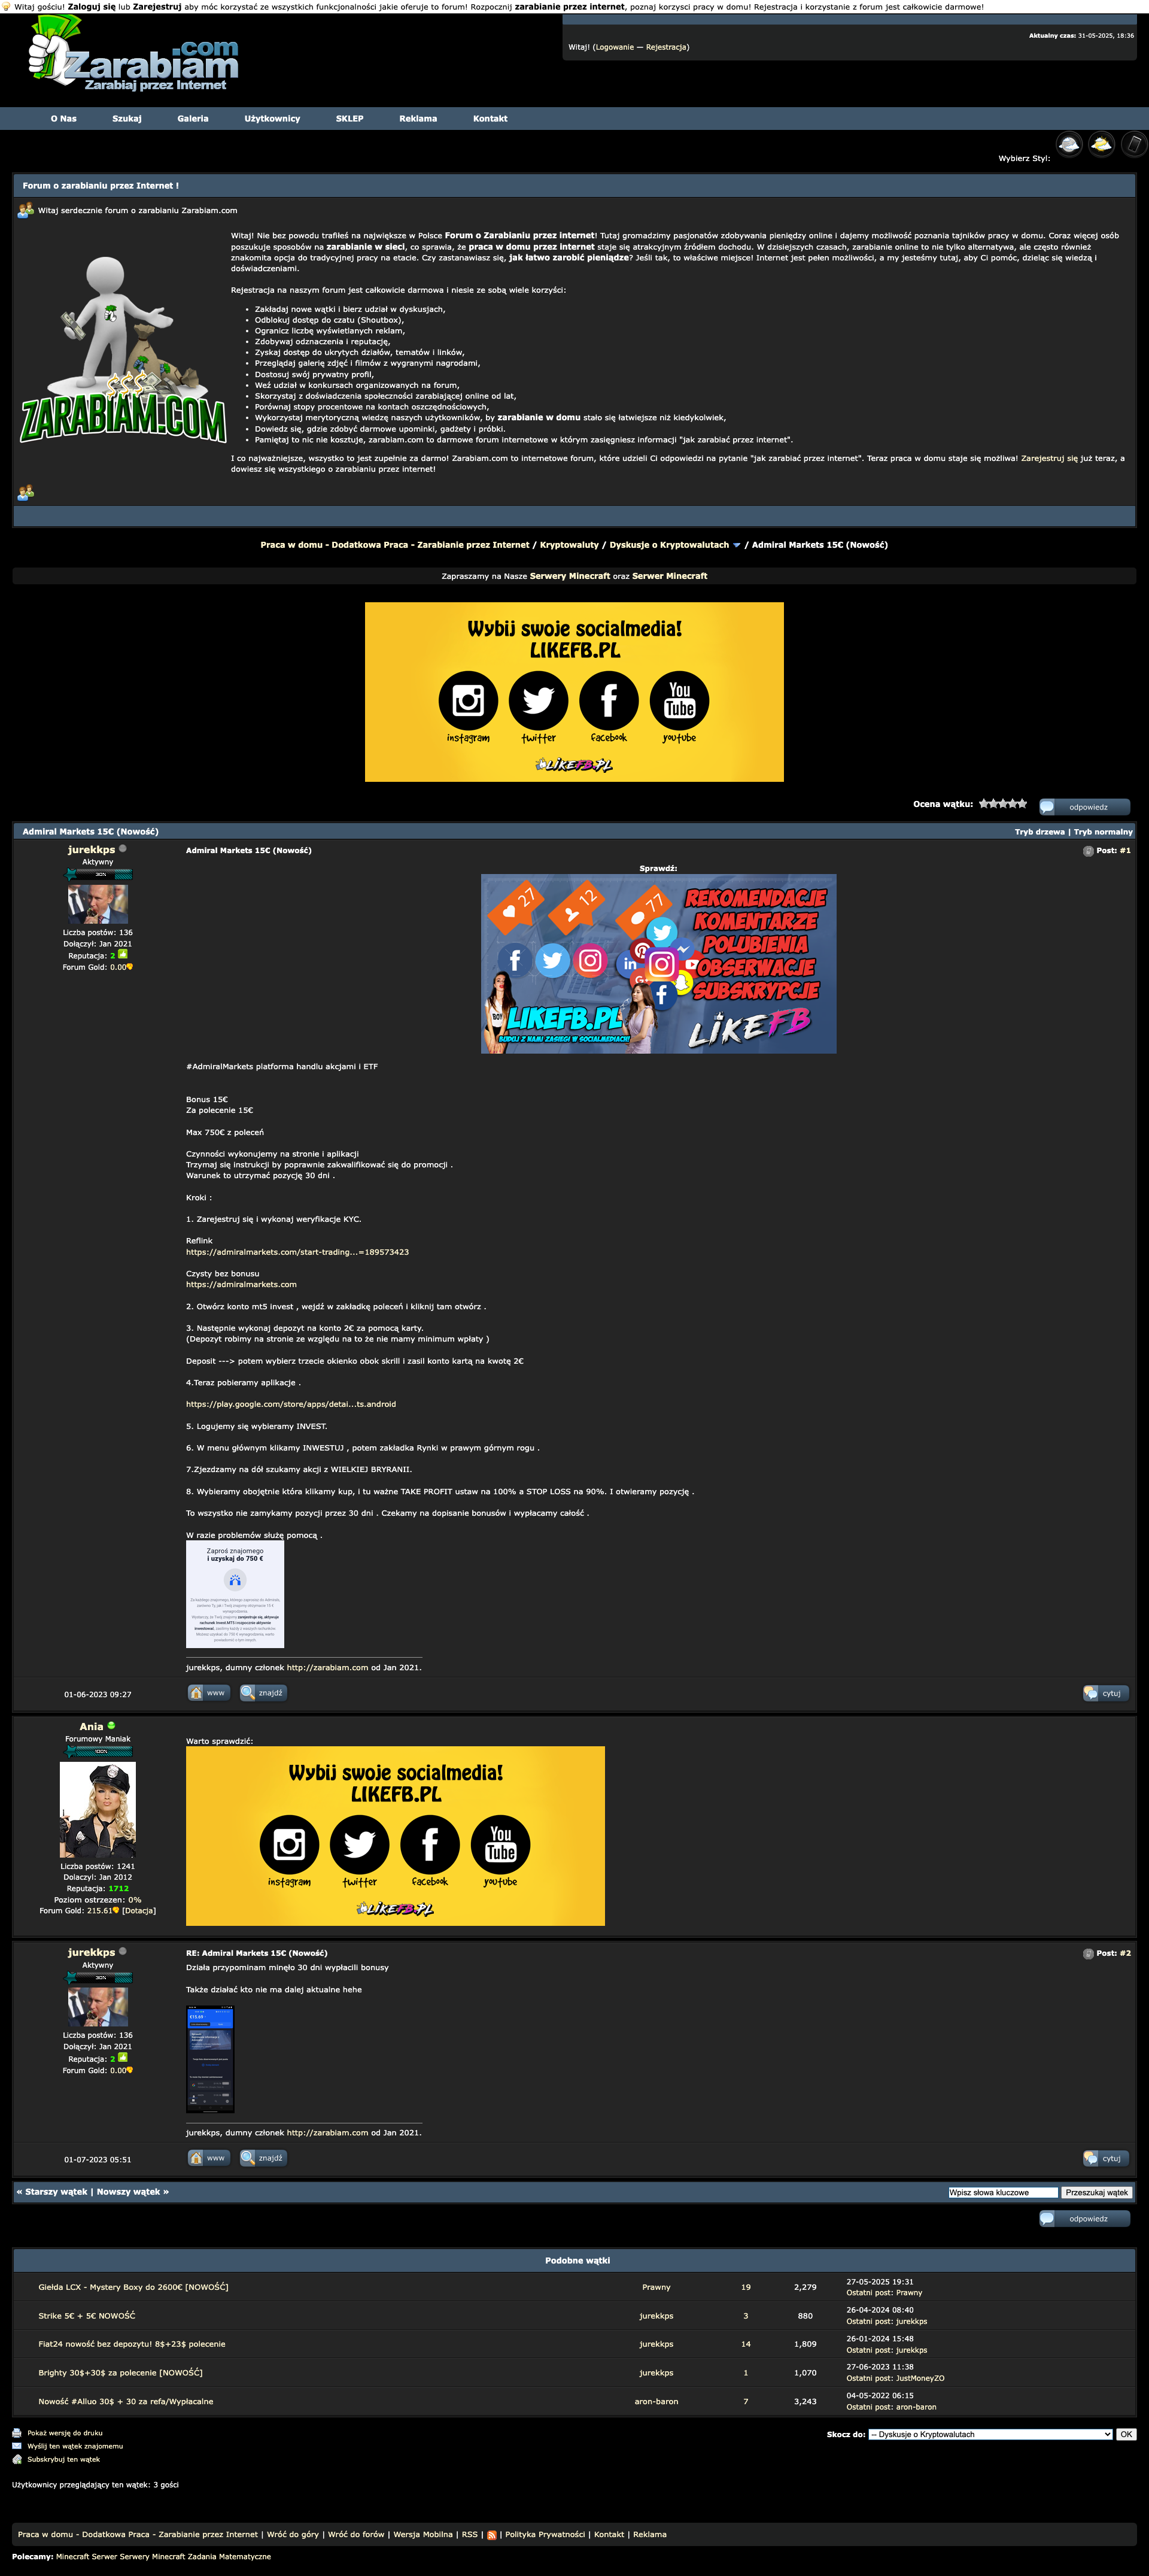 Witaj gościu! Zaloguj się lub Zarejestruj aby móc korzystać ze wszystkich funkcjonalności jakie oferuje to forum! Rozpocznij zarabianie przez internet, poznaj korzysci pracy w domu! Rejestracja i korzystanie z forum jest całkowicie darmowe!
.com
Zarabiam
Zarabiaj przez Internet
Aktualny czas: 31-05-2025, 18:36
Witaj! (Logowanie — Rejestracja)
O Nas Szukaj Galeria Użytkownicy SKLEP Reklama Kontakt
Wybierz Styl:
Forum o zarabianiu przez Internet !
Witaj serdecznie forum o zarabianiu Zarabiam.com
Witaj! Nie bez powodu trafiłeś na największe w Polsce Forum o Zarabianiu przez internet! Tutaj gromadzimy pasjonatów zdobywania pieniędzy online i dajemy możliwość poznania tajników pracy w domu. Coraz więcej osób
poszukuje sposobów na zarabianie w sieci, co sprawia, że praca w domu przez internet staje się atrakcyjnym źródłem dochodu. W dzisiejszych czasach, zarabianie online to nie tylko alternatywa, ale często również
znakomita opcja do tradycyjnej pracy na etacie. Czy zastanawiasz się, jak łatwo zarobić pieniądze? Jeśli tak, to właściwe miejsce! Internet jest pełen możliwości, a my jesteśmy tutaj, aby Ci pomóc, dzieląc się wiedzą i
doświadczeniami.
Rejestracja na naszym forum jest całkowicie darmowa i niesie ze sobą wiele korzyści:
• Zakładaj nowe wątki i bierz udział w dyskusjach,
• Odblokuj dostęp do czatu (Shoutbox),
• Ogranicz liczbę wyświetlanych reklam,
• Zdobywaj odznaczenia i reputację,
• Zyskaj dostęp do ukrytych działów, tematów i linków,
• Przeglądaj galerię zdjęć i filmów z wygranymi nagrodami,
• Dostosuj swój prywatny profil,
• Weź udział w konkursach organizowanych na forum,
• Skorzystaj z doświadczenia społeczności zarabiającej online od lat,
• Porównaj stopy procentowe na kontach oszczędnościowych,
• Wykorzystaj merytoryczną wiedzę naszych użytkowników, by zarabianie w domu stało się łatwiejsze niż kiedykolwiek,
• Dowiedz się, gdzie zdobyć darmowe upominki, gadżety i próbki.
• Pamiętaj to nic nie kosztuje, zarabiam.com to darmowe forum internetowe w którym zasięgniesz informacji "jak zarabiać przez internet".
$$$
ZARABIAM.COM
I co najważniejsze, wszystko to jest zupełnie za darmo! Zarabiam.com to internetowe forum, które udzieli Ci odpowiedzi na pytanie "jak zarabiać przez internet". Teraz praca w domu staje się możliwa! Zarejestruj się już teraz, a
dowiesz się wszystkiego o zarabianiu przez internet!
Praca w domu - Dodatkowa Praca - Zarabianie przez Internet / Kryptowaluty / Dyskusje o Kryptowalutach / Admiral Markets 15€ (Nowość)
Zapraszamy na Nasze Serwery Minecraft oraz Serwer Minecraft
Wybij swoje socialmedia!
LIKEFB.PL
You Tube
instagram twitter facebook youtube
LIKEFB.PL
Ocena wątku: odpowiedz
Admiral Markets 15€ (Nowość) Tryb drzewa | Tryb normalny
jurekkps
Aktywny
30%
Liczba postów: 136
Dołączył: Jan 2021
Reputacja: 2
Forum Gold: 0.00
Admiral Markets 15€ (Nowość) Post: #1
Sprawdź:
27 12 77
REKOMENDACJE
KOMENTARZE
POLUBIENIA
OBSERWACJE
SUBSKRYPCJE
LIKEFB.PL
BUDUJ Z NAMI ZASIĘGI W SOCIALMEDIACH!
LIKEFB
#AdmiralMarkets platforma handlu akcjami i ETF
Bonus 15€
Za polecenie 15€
Max 750€ z poleceń
Czynności wykonujemy na stronie i aplikacji
Trzymaj się instrukcji by poprawnie zakwalifikować się do promocji .
Warunek to utrzymać pozycję 30 dni .
Kroki :
1. Zarejestruj się i wykonaj weryfikacje KYC.
Reflink
https://admiralmarkets.com/start-trading...=189573423
Czysty bez bonusu
https://admiralmarkets.com
2. Otwórz konto mt5 invest , wejdź w zakładkę poleceń i kliknij tam otwórz .
3. Następnie wykonaj depozyt na konto 2€ za pomocą karty.
(Depozyt robimy na stronie ze względu na to że nie mamy minimum wpłaty )
Deposit ---> potem wybierz trzecie okienko obok skrill i zasil konto kartą na kwotę 2€
4.Teraz pobieramy aplikacje .
https://play.google.com/store/apps/detai...ts.android
5. Logujemy się wybieramy INVEST.
6. W menu głównym klikamy INWESTUJ , potem zakładka Rynki w prawym górnym rogu .
7.Zjezdzamy na dół szukamy akcji z WIELKIEJ BRYRANII.
8. Wybieramy obojętnie która klikamy kup, i tu ważne TAKE PROFIT ustaw na 100% a STOP LOSS na 90%. I otwieramy pozycję .
To wszystko nie zamykamy pozycji przez 30 dni . Czekamy na dopisanie bonusów i wypłacamy całość .
W razie problemów służę pomocą .
Zaproś znajomego
i uzyskaj do 750 €
jurekkps, dumny członek http://zarabiam.com od Jan 2021.
01-06-2023 09:27 www znajdź cytuj
Ania
Forumowy Maniak
100%
Liczba postów: 1241
Dolaczyl: Jan 2012
Reputacja: 1712
Poziom ostrzezen: 0%
Forum Gold: 215.61 [Dotacja]
Warto sprawdzić:
Wybij swoje socialmedia!
LIKEFB.PL
You Tube
instagram twitter facebook youtube
LIKEFB.PL
jurekkps
Aktywny
30%
Liczba postów: 136
Dołączył: Jan 2021
Reputacja: 2
Forum Gold: 0.00
RE: Admiral Markets 15€ (Nowość) Post: #2
Działa przypominam minęło 30 dni wypłacili bonusy
Także działać kto nie ma dalej aktualne hehe
jurekkps, dumny członek http://zarabiam.com od Jan 2021.
01-07-2023 05:51 www znajdź cytuj
« Starszy wątek | Nowszy wątek » Wpisz słowa kluczowe Przeszukaj wątek
odpowiedz
Podobne wątki
Giełda LCX - Mystery Boxy do 2600€ [NOWOŚĆ] Prawny 19 2,279 27-05-2025 19:31
Ostatni post: Prawny
Strike 5€ + 5€ NOWOŚĆ jurekkps 3 880 26-04-2024 08:40
Ostatni post: jurekkps
Fiat24 nowość bez depozytu! 8$+23$ polecenie jurekkps 14 1,809 26-01-2024 15:48
Ostatni post: jurekkps
Brighty 30$+30$ za polecenie [NOWOŚĆ] jurekkps 1 1,070 27-06-2023 11:38
Ostatni post: JustMoneyZO
Nowość #Alluo 30$ + 30 za refa/Wypłacalne aron-baron 7 3,243 04-05-2022 06:15
Ostatni post: aron-baron
Pokaż wersję do druku
Wyślij ten wątek znajomemu
Subskrybuj ten wątek
Skocz do: -- Dyskusje o Kryptowalutach OK
Użytkownicy przeglądający ten wątek: 3 gości
Praca w domu - Dodatkowa Praca - Zarabianie przez Internet | Wróć do góry | Wróć do forów | Wersja Mobilna | RSS | | Polityka Prywatności | Kontakt | Reklama
Polecamy: Minecraft Serwer Serwery Minecraft Zadania Matematyczne